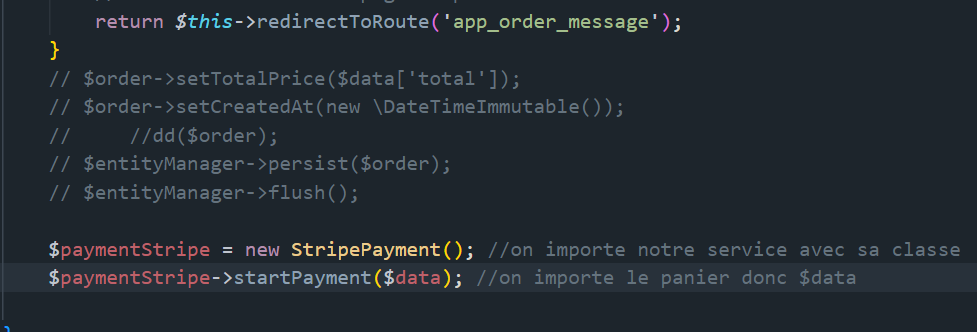 return $this->redirectToRoute('app_order_message');
}
// $order->setTotalPrice($data['total']);
// $order->setCreatedAt(new \DateTimeImmutable());
//     //dd($order);
// $entityManager->persist($order);
// $entityManager->flush();
$paymentStripe = new StripePayment(); //on importe notre service avec sa classe
$paymentStripe->startPayment($data); //on importe le panier donc $data